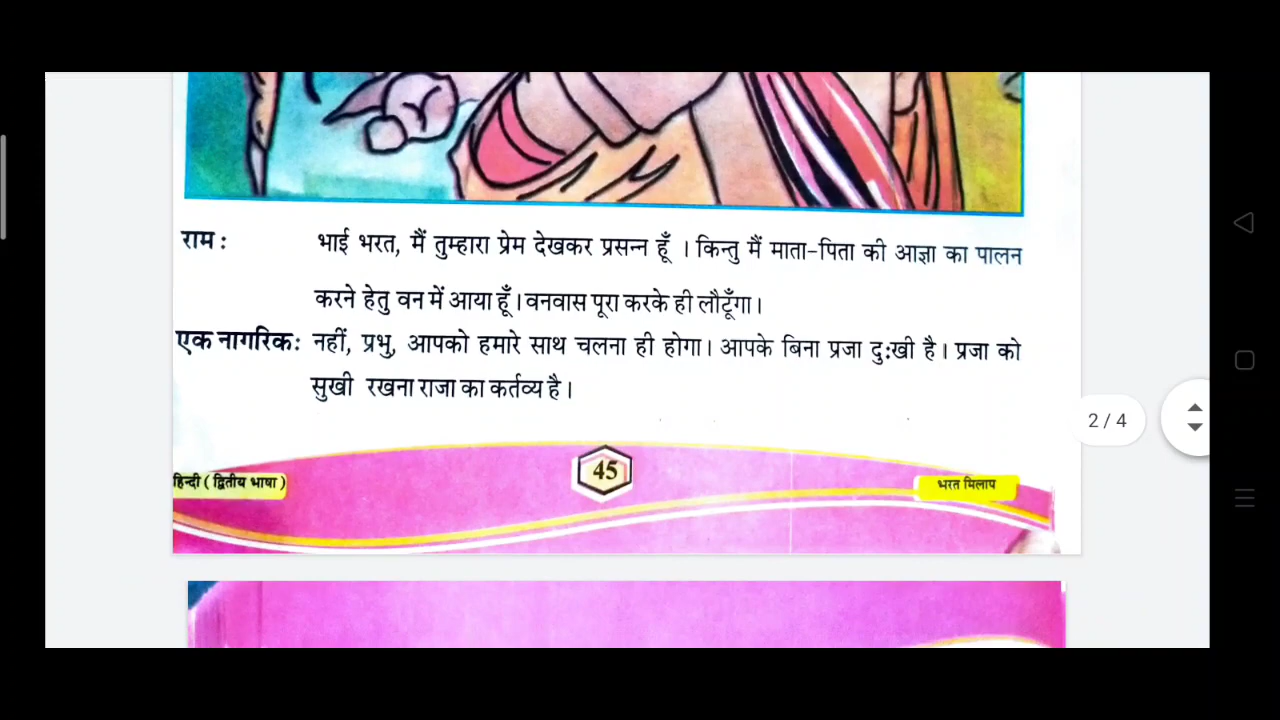 राम : भाई भरत, मैं तुम्हारा प्रेम देखकर प्रसन्न हूँ । किन्तु मैं माता-पिता की आज्ञा का पालन
करने हेतु वन में आया हूँ। वनवास पूरा करके ही लौटूँगा।
एक नागरिक: नहीं, प्रभु, आपको हमारे साथ चलना ही होगा। आपके बिना प्रजा दुःखी है। प्रजा को
सुखी रखना राजा का कर्तव्य है।
2 / 4
हिन्दी ( द्वितीय भाषा )
45
भरत मिलाप